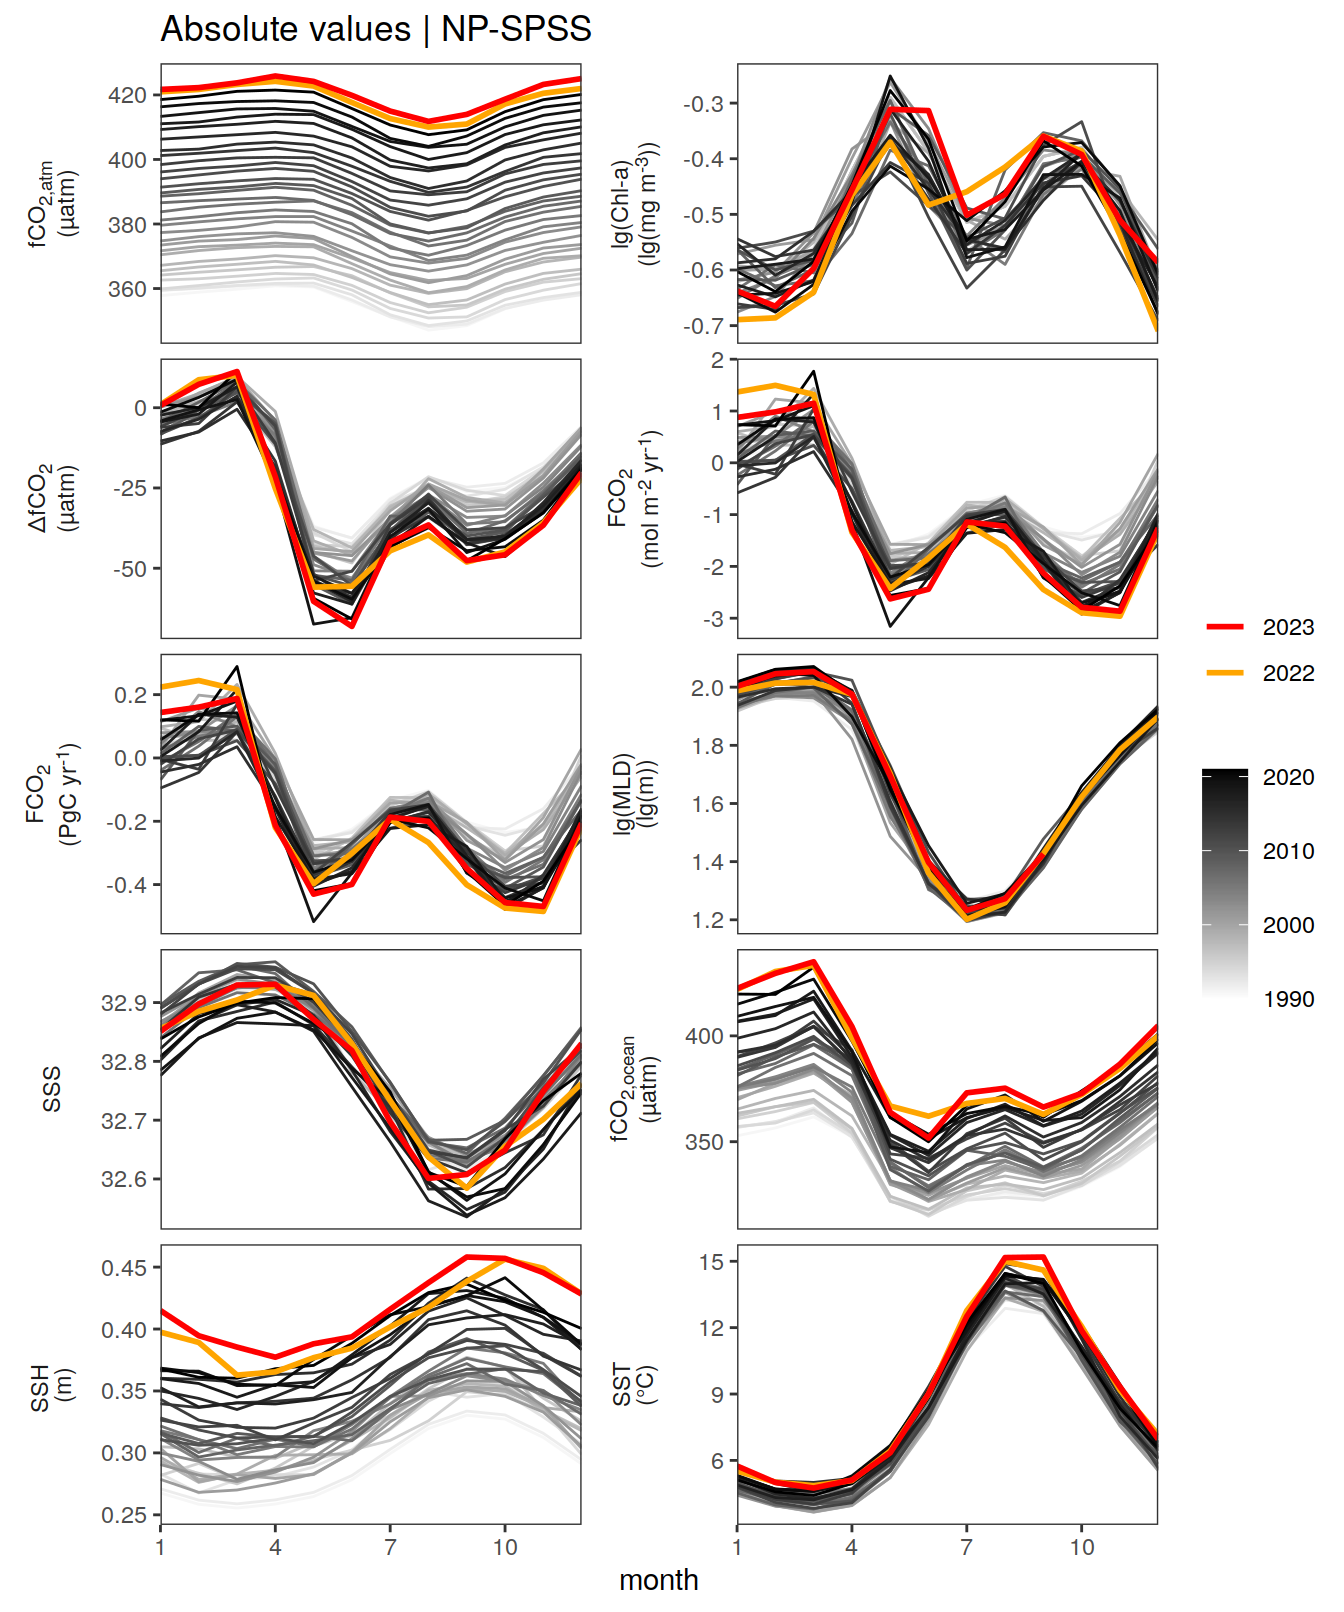 Absolute values | NP-SPSS
fCO2,atm
(µatm)
420
400
380
360
lg(Chl-a)
(lg(mg m-3))
-0.3
-0.4
-0.5
-0.6
-0.7
ΔfCO2
(µatm)
0
-25
-50
FCO2
(mol m-2 yr-1)
2
1
0
-1
-2
-3
FCO2
(PgC yr-1)
0.2
0.0
-0.2
-0.4
lg(MLD)
(lg(m))
2.0
1.8
1.6
1.4
1.2
SSS
32.9
32.8
32.7
32.6
fCO2,ocean
(µatm)
400
350
SSH
(m)
0.45
0.40
0.35
0.30
0.25
SST
(°C)
15
12
9
6
1 4 7 10
1 4 7 10
month
2023
2022
2020
2010
2000
1990